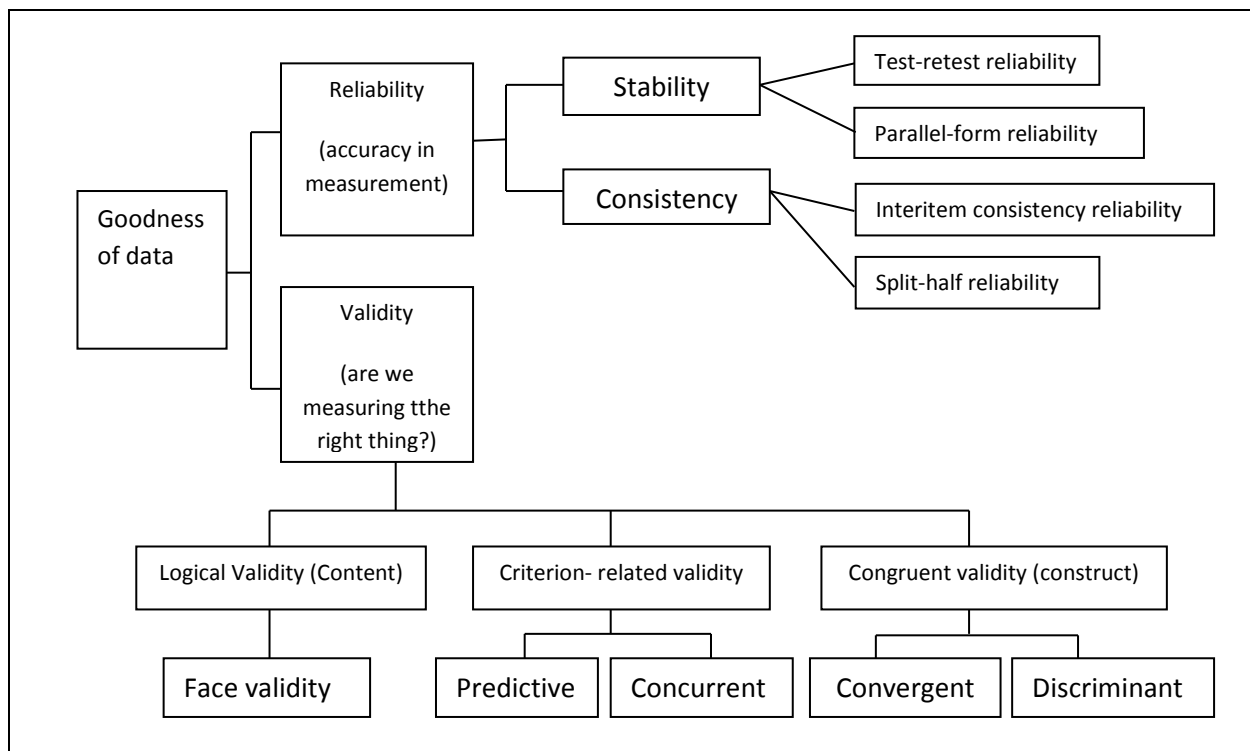 Goodness
of data
Reliability
(accuracy in
measurement)
Stability
Consistency
Test-retest reliability
Parallel-form reliability
Interitem consistency reliability
Split-half reliability
Validity
(are we
measuring tthe
right thing?)
Logical Validity (Content)
Criterion- related validity
Congruent validity (construct)
Face validity
Predictive
Concurrent
Convergent
Discriminant